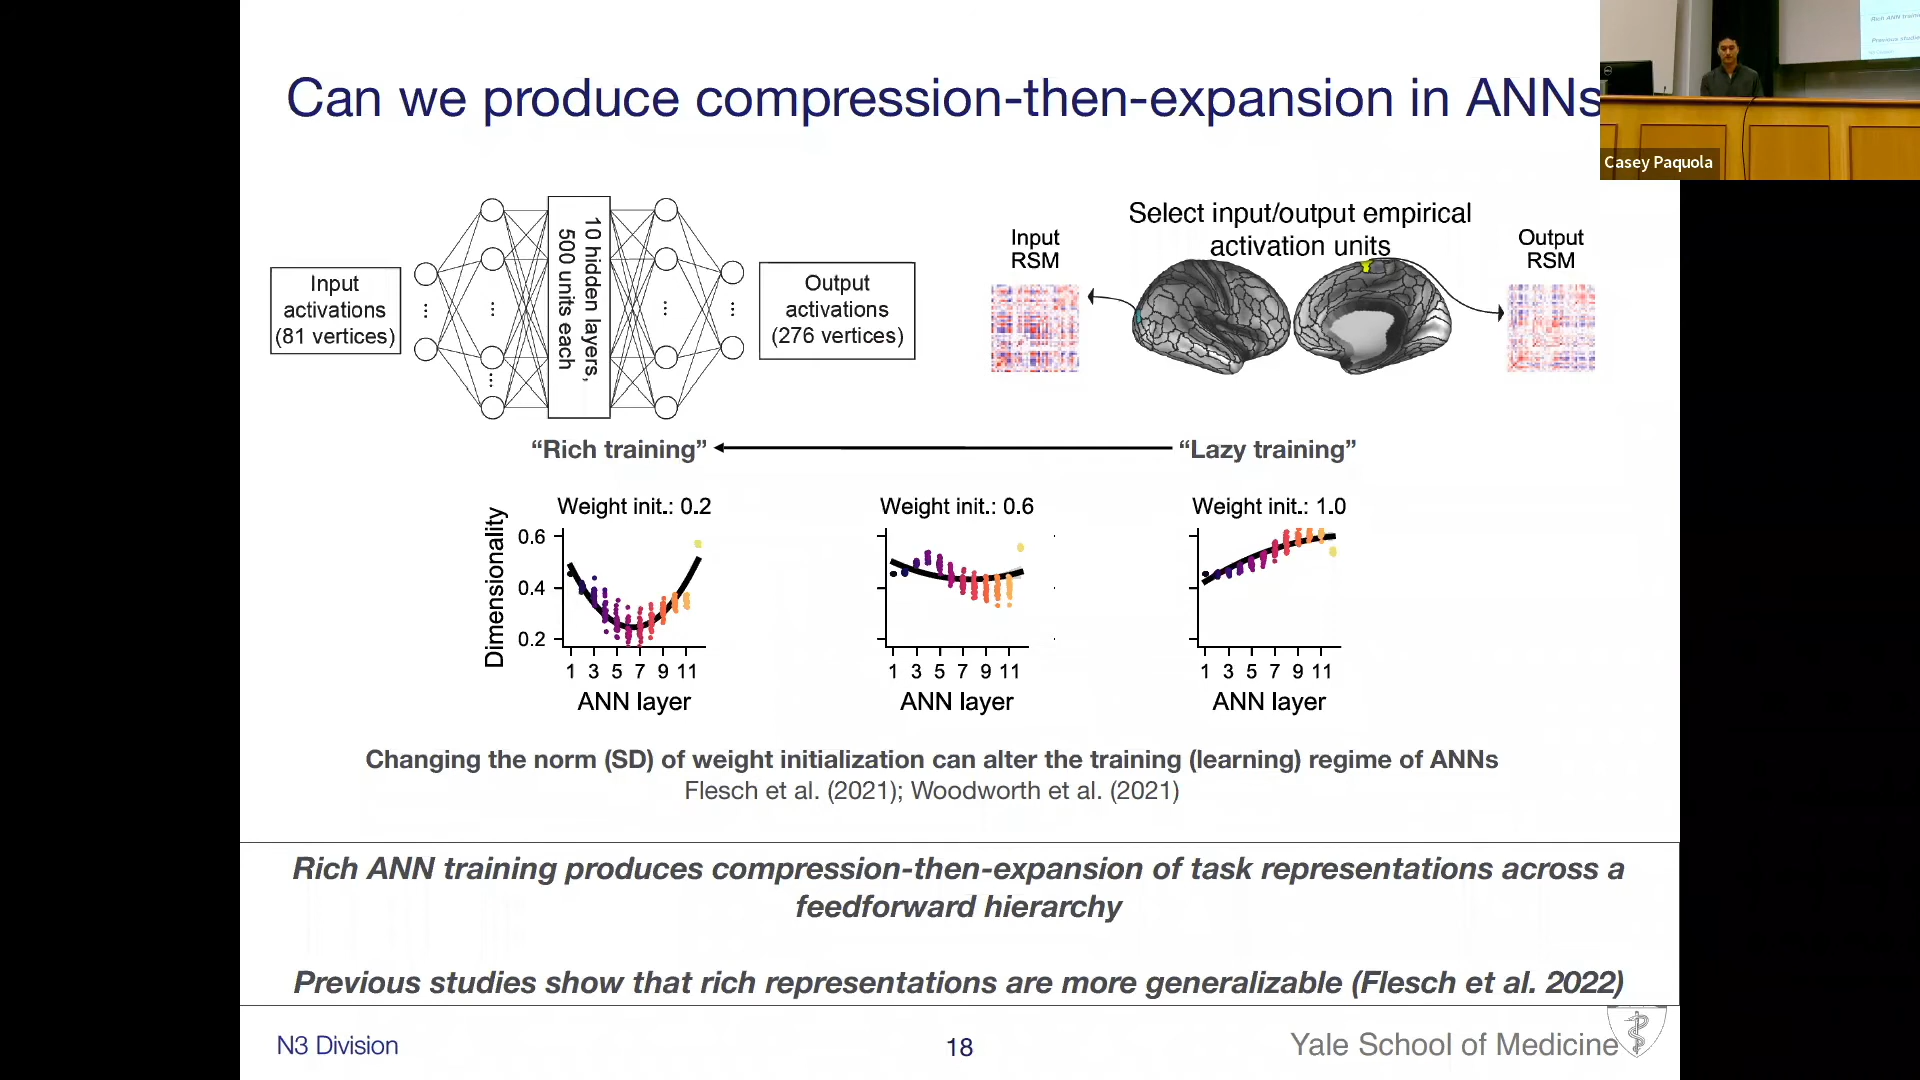 Can we produce compression-then-expansion in ANNs
Casey Paquola
Input
activations
(81 vertices)
10 hidden layers,
500 units each
Output
activations
(276 vertices)
Input
RSM
Select input/output empirical
activation units
Output
RSM
“Rich training”
“Lazy training”
Dimensionality
Weight init.: 0.2
0.6
0.4
0.2
1 3 5 7 9 11
ANN layer
Weight init.: 0.6
1 3 5 7 9 11
ANN layer
Weight init.: 1.0
1 3 5 7 9 11
ANN layer
Changing the norm (SD) of weight initialization can alter the training (learning) regime of ANNs
Flesch et al. (2021); Woodworth et al. (2021)
Rich ANN training produces compression-then-expansion of task representations across a
feedforward hierarchy
Previous studies show that rich representations are more generalizable (Flesch et al. 2022)
N3 Division
18
Yale School of Medicine